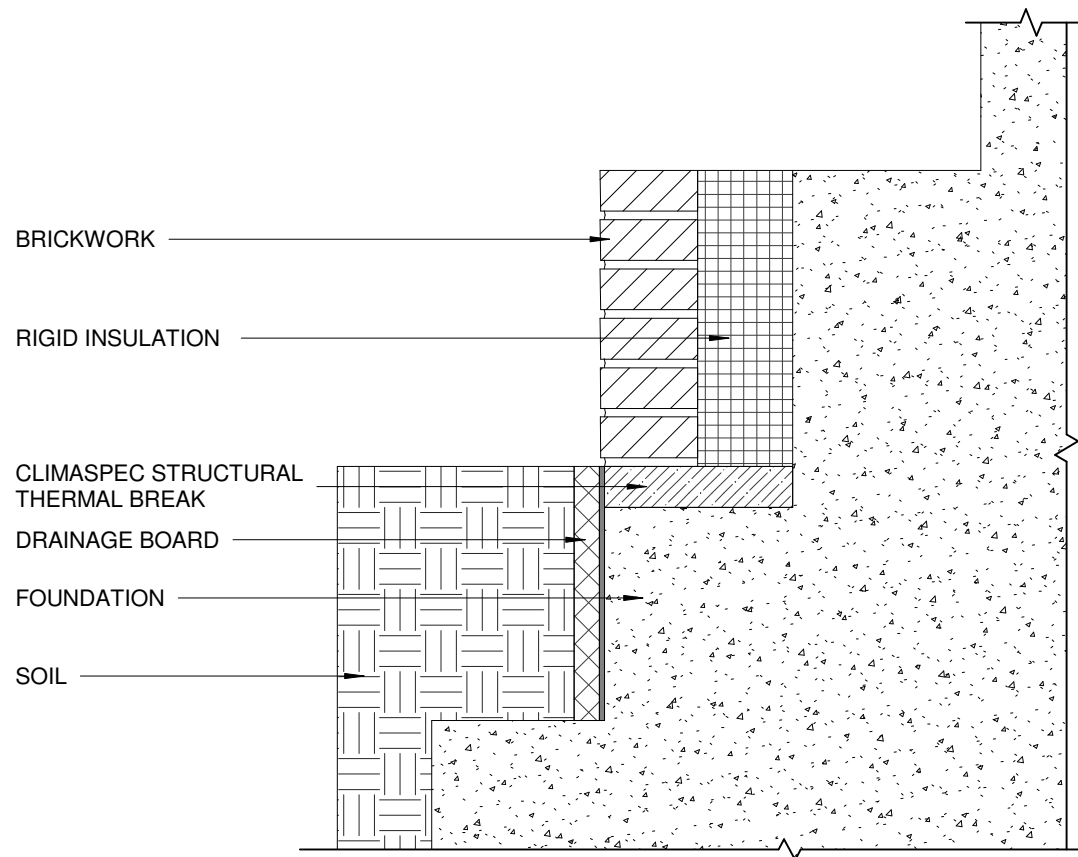 BRICKWORK
RIGID INSULATION
CLIMASPEC STRUCTURAL
THERMAL BREAK
DRAINAGE BOARD
FOUNDATION
SOIL